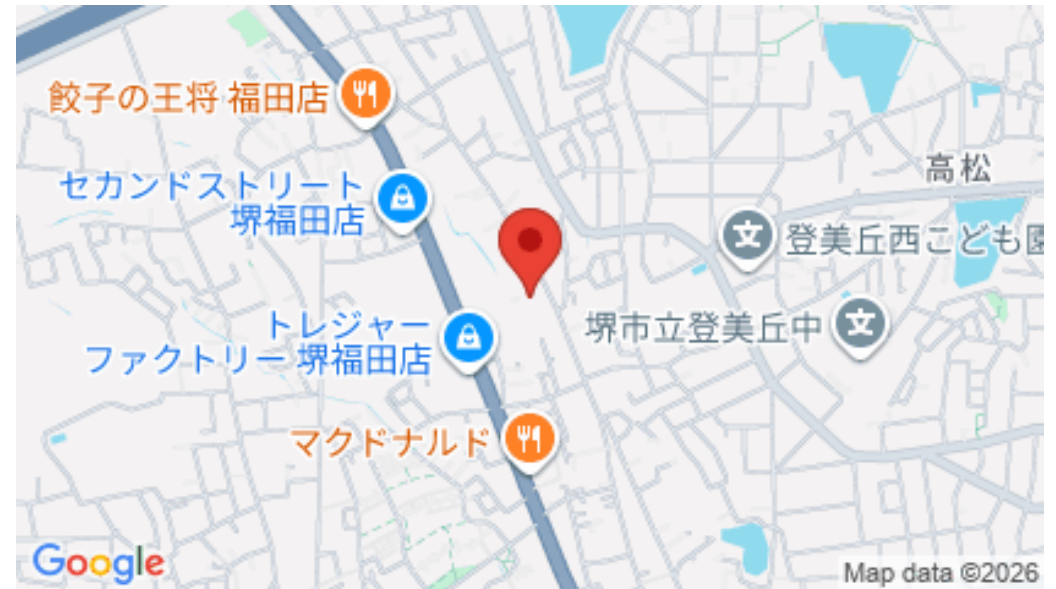 餃子の王将 福田店
セカンドストリート
堺福田店
高松
文 登美丘西こども園
トレジャー
ファクトリー 堺福田店
堺市立登美丘中 文
マクドナルド
Google
Map data ©2026